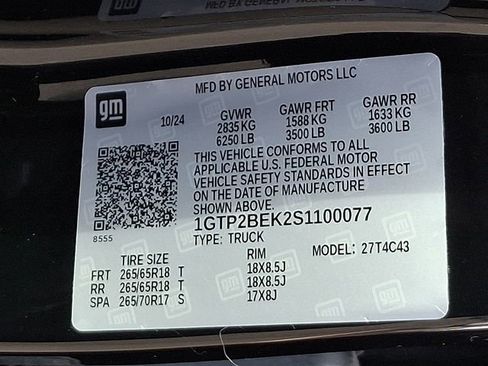 MFD BY GENERAL MOTORS LLC
gm
10/24
GVWR GAWR FRT GAWR RR
2835 KG 1588 KG 1633 KG
6250 LB 3500 LB 3600 LB
THIS VEHICLE CONFORMS TO ALL
APPLICABLE U.S. FEDERAL MOTOR
VEHICLE SAFETY STANDARDS IN EFFECT
ON THE DATE OF MANUFACTURE
SHOWN ABOVE.
8555
1GTP2BEK2S1100077
TYPE: TRUCK MODEL: 27T4C43
TIRE SIZE RIM
FRT 265/65R18 T 18X8.5J
RR 265/65R18 T 18X8.5J
SPA 265/70R17 S 17X8J